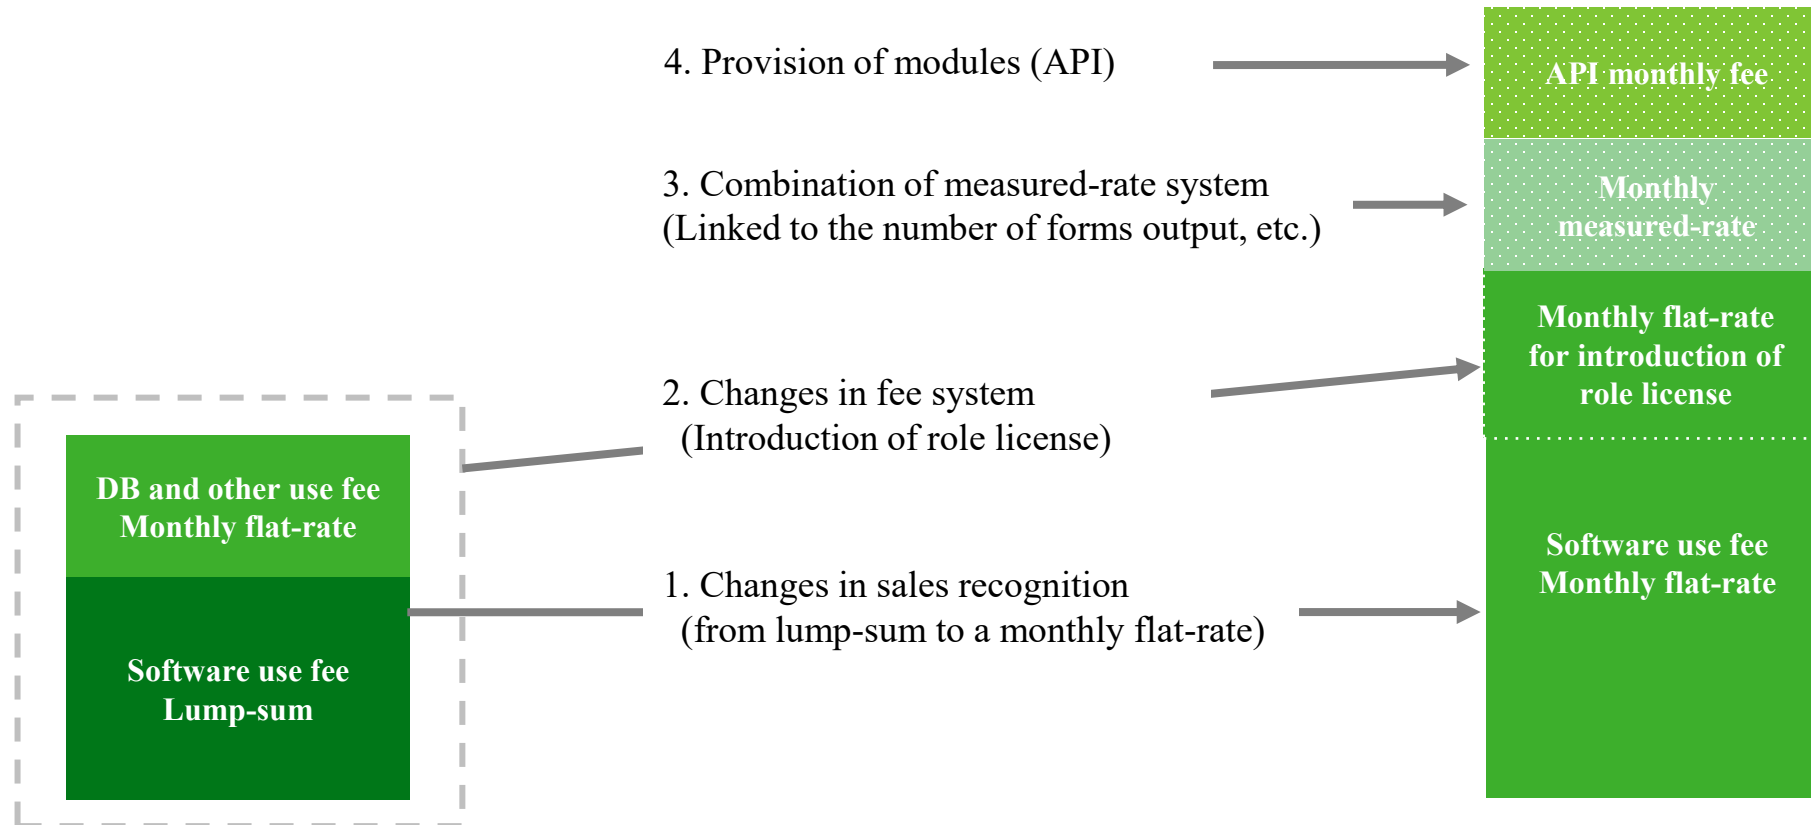 4. Provision of modules (API)
API monthly fee
3. Combination of measured-rate system
(Linked to the number of forms output, etc.)
Monthly
measured-rate
Monthly flat-rate
for introduction of
role license
2. Changes in fee system
(Introduction of role license)
DB and other use fee
Monthly flat-rate
Software use fee
Monthly flat-rate
1. Changes in sales recognition
(from lump-sum to a monthly flat-rate)
Software use fee
Lump-sum